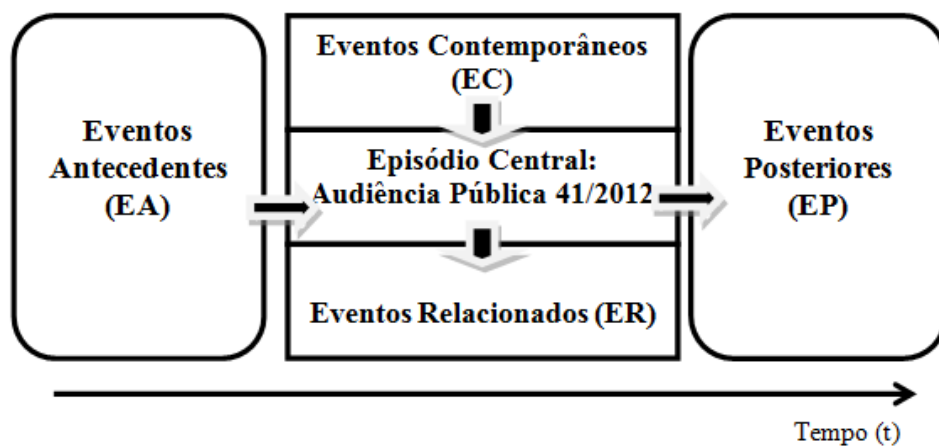 Eventos
Antecedentes
(EA)
Eventos Contemporâneos
(EC)
Episódio Central:
Audiência Pública 41/2012
Eventos Relacionados (ER)
Eventos
Posteriores
(EP)
Tempo (t)